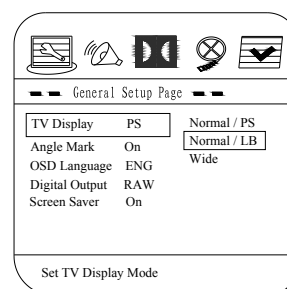 General Setup Page
TV Display PS
Angle Mark On
OSD Language ENG
Digital Output RAW
Screen Saver On
Normal / PS
Normal / LB
Wide
Set TV Display Mode